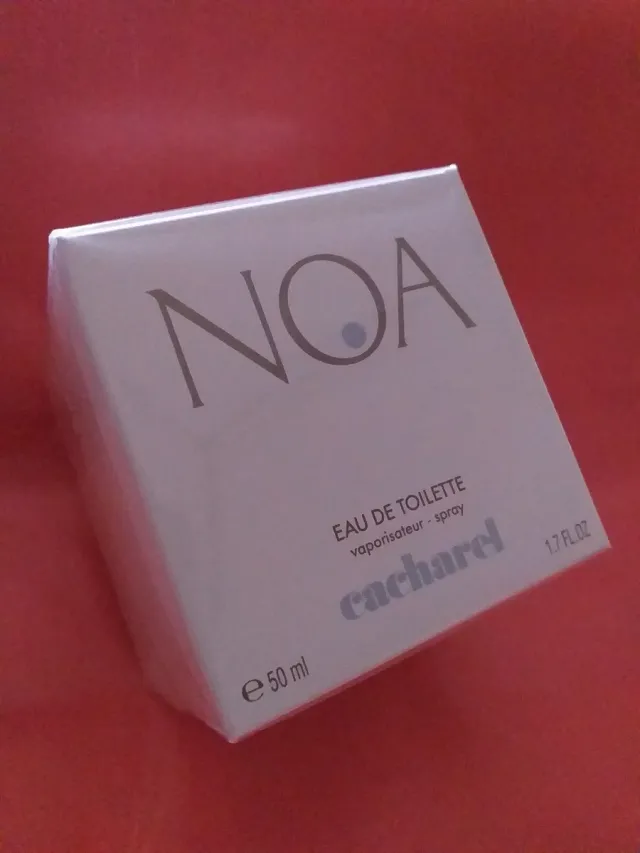 NOA
EAU DE TOILETTE
vaporisateur - spray
cacharel
1.7 FL.OZ
e 50 ml